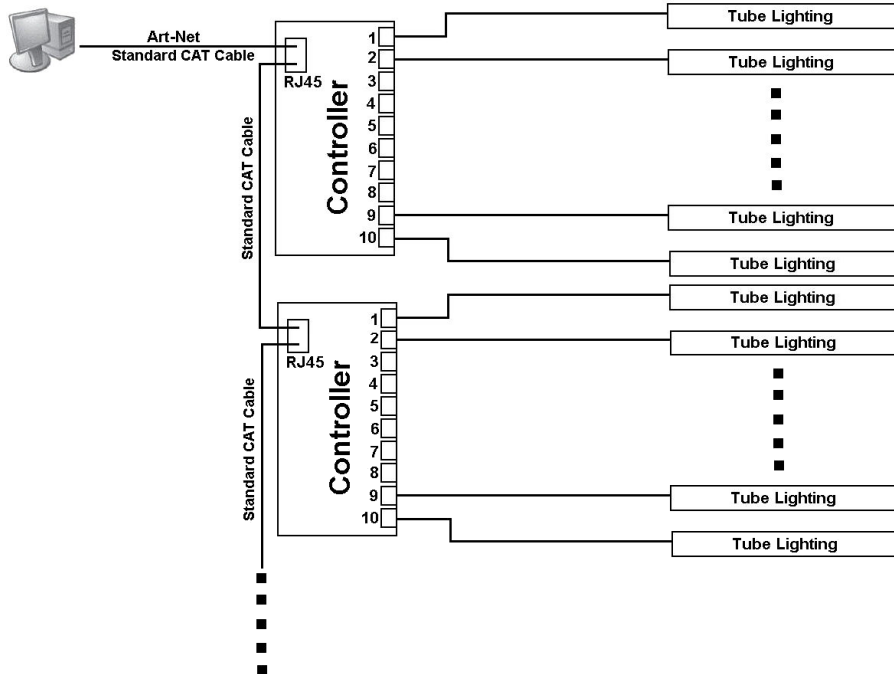 Art-Net
Standard CAT Cable
RJ45
Standard CAT Cable
Controller
1
2
3
4
5
6
7
8
9
10
Tube Lighting
Tube Lighting
Tube Lighting
Tube Lighting
RJ45
Standard CAT Cable
Controller
1
2
3
4
5
6
7
8
9
10
Tube Lighting
Tube Lighting
Tube Lighting
Tube Lighting